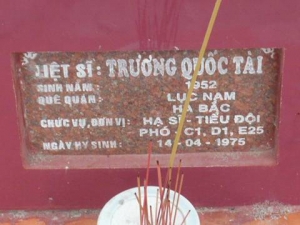 LIỆT SĨ : TRƯƠNG QUỐC TÀI
SINH NĂM : 1952
QUÊ QUÁN : LỤC NAM
HÀ BẮC
CHỨC VỤ, ĐƠN VỊ : HẠ SĨ - TIỂU ĐỘI
PHÓ C1, D1, E25
NGÀY HY SINH : 14 - 04 - 1975